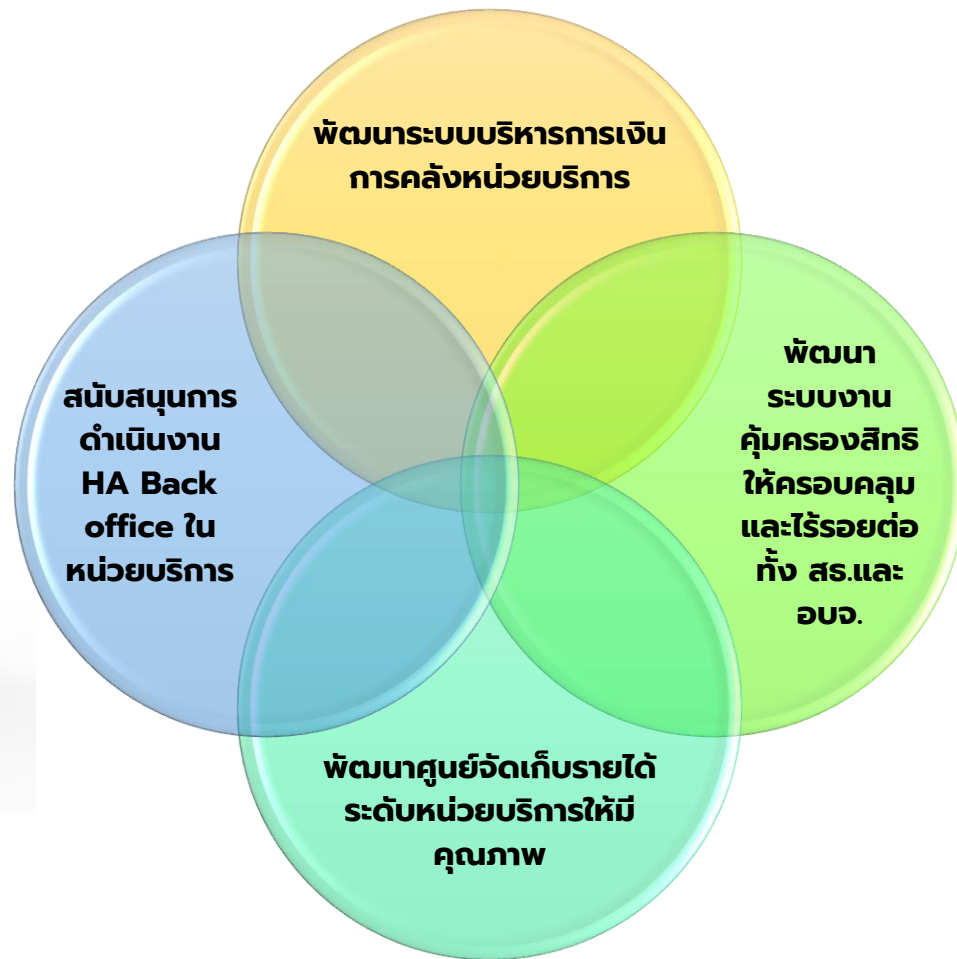 พัฒนาระบบบริหารการเงิน
การคลังหน่วยบริการ
สนับสนุนการ
ดำเนินงาน
HA Back
office ใน
หน่วยบริการ
พัฒนา
ระบบงาน
คุ้มครองสิทธิ
ให้ครอบคลุม
และไร้รอยต่อ
ทั้ง สธ.และ
อบจ.
พัฒนาศูนย์จัดเก็บรายได้
ระดับหน่วยบริการให้มี
คุณภาพ